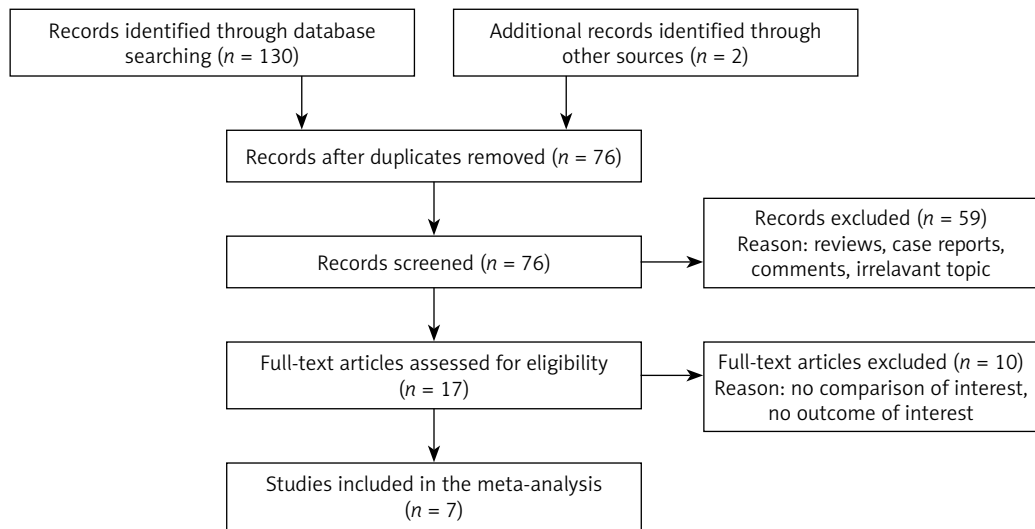 Records identified through database
searching (n = 130)
Additional records identified through
other sources (n = 2)
Records after duplicates removed (n = 76)
Records screened (n = 76)
Records excluded (n = 59)
Reason: reviews, case reports,
comments, irrelavant topic
Full-text articles assessed for eligibility
(n = 17)
Full-text articles excluded (n = 10)
Reason: no comparison of interest,
no outcome of interest
Studies included in the meta-analysis
(n = 7)